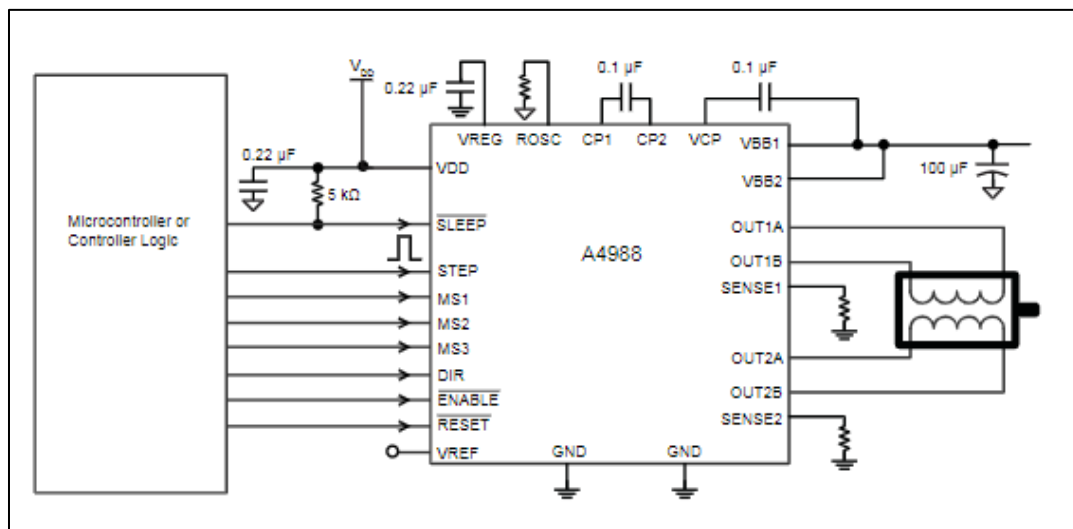 V_DD
0.22 µF
0.1 µF
0.1 µF
VREG
ROSC
CP1
CP2
VCP
VBB1
0.22 µF
VDD
5 kΩ
VBB2
100 µF
Microcontroller or
Controller Logic
SLEEP
A4988
OUT1A
STEP
OUT1B
MS1
SENSE1
MS2
MS3
OUT2A
DIR
ENABLE
OUT2B
RESET
SENSE2
VREF
GND
GND